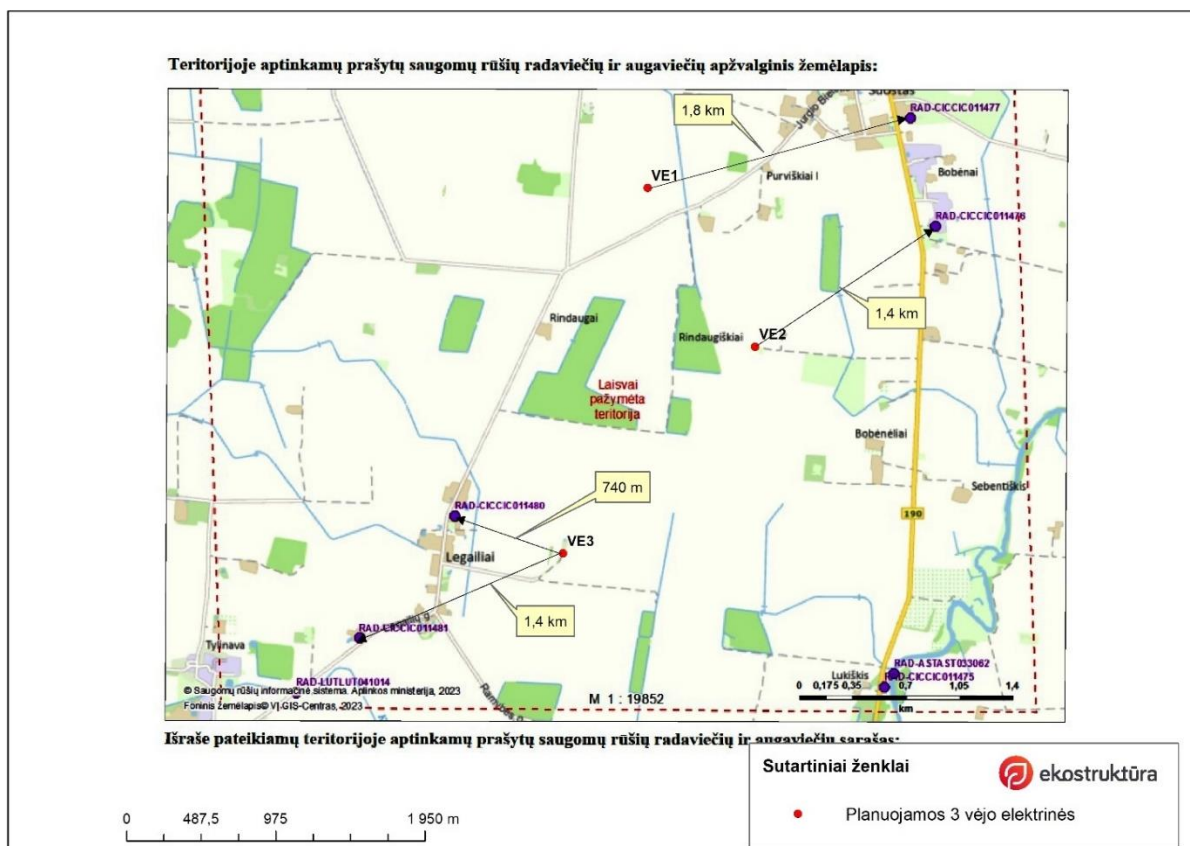 Teritorijoje aptinkamų prašytų saugomų rūšių radaviečių ir augaviečių apžvalginis žemėlapis:
RAD-CICCIC011477
1,8 km
VE1
Purviškiai I
Bobėnai
RAD-CICCIC011476
1,4 km
Rindaugai
Rindaugiškiai
VE2
Laisvai
pažymėta
teritorija
Bobėnėliai
Sebentiškis
740 m
RAD-CICCIC011480
190
VE3
Legailiai
1,4 km
RAD-CICCIC011481
RAD-LUTLUT041014
RAD-ASTAST033062
Lukiškis
RAD-CICCIC011475
© Saugomų rūšių informacinė sistema. Aplinkos ministerija, 2023
Foninis žemėlapis© VĮ GIS-Centras, 2023
M 1 : 19852
0 0,175 0,35 0,7 1,05 1,4
km
Išraše pateikiamų teritorijoje aptinkamų prašytų saugomų rūšių radaviečių ir augaviečių sąrašas:
Sutartiniai ženklai
ekostruktūra
Planuojamos 3 vėjo elektrinės
0 487,5 975 1 950 m